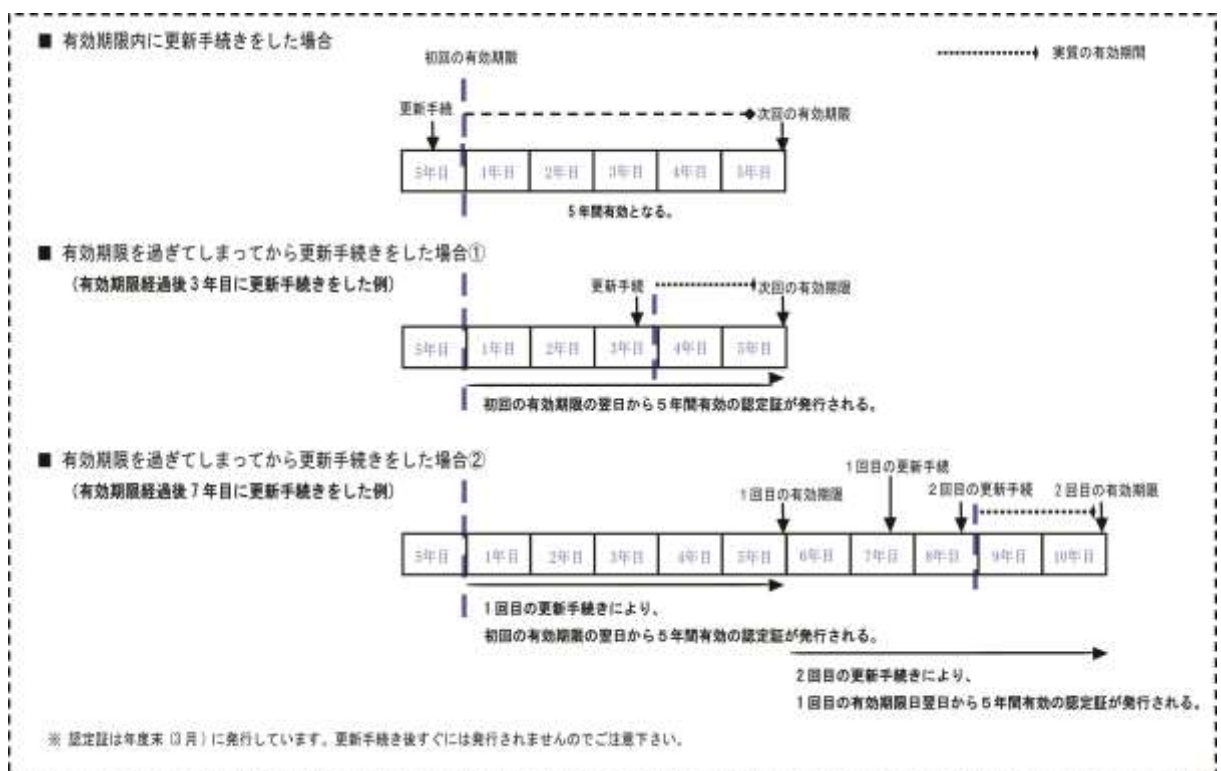 ■ 有効期限内に更新手続きをした場合
実質の有効期間
初回の有効期限
更新手続
次回の有効期限
5年目 1年目 2年目 3年目 4年目 5年目
5年間有効となる。
■ 有効期限を過ぎてしまってから更新手続きをした場合①
(有効期限経過後3年目に更新手続きをした例)
更新手続
次回の有効期限
5年目 1年目 2年目 3年目 4年目 5年目
初回の有効期限の翌日から5年間有効の認定証が発行される。
■ 有効期限を過ぎてしまってから更新手続きをした場合②
(有効期限経過後7年目に更新手続きをした例)
1回目の更新手続
1回目の有効期限
2回目の更新手続
2回目の有効期限
5年目 1年目 2年目 3年目 4年目 5年目 6年目 7年目 8年目 9年目 10年目
1回目の更新手続きにより、
初回の有効期限の翌日から5年間有効の認定証が発行される。
2回目の更新手続きにより、
1回目の有効期限日翌日から5年間有効の認定証が発行される。
※ 認定証は年度末(3月)に発行しています。更新手続き後すぐには発行されませんのでご注意下さい。